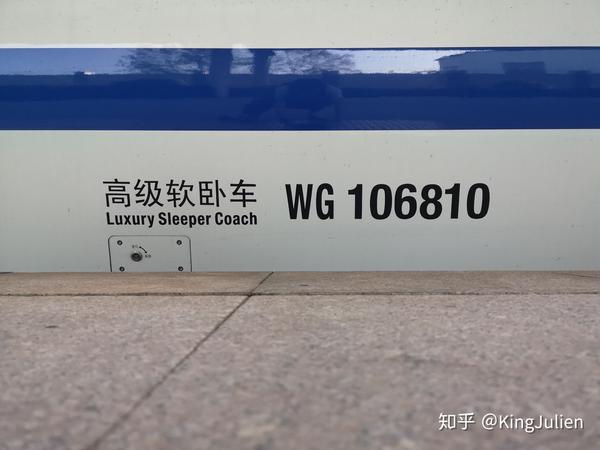 高级软卧车
Luxury Sleeper Coach
WG 106810
知乎 @KingJulien